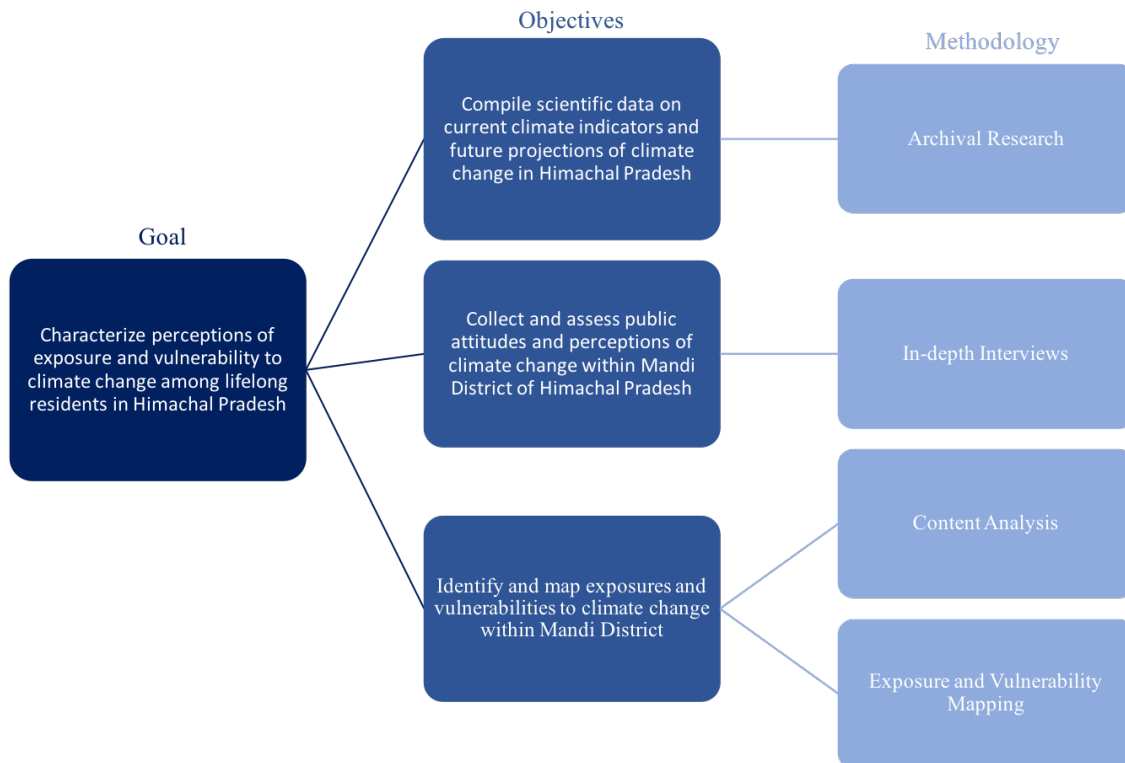 Objectives
Methodology
Compile scientific data on
current climate indicators and
future projections of climate
change in Himachal Pradesh
Archival Research
Goal
Characterize perceptions of
exposure and vulnerability to
climate change among lifelong
residents in Himachal Pradesh
Collect and assess public
attitudes and perceptions of
climate change within Mandi
District of Himachal Pradesh
In-depth Interviews
Identify and map exposures and
vulnerabilities to climate change
within Mandi District
Content Analysis
Exposure and Vulnerability
Mapping